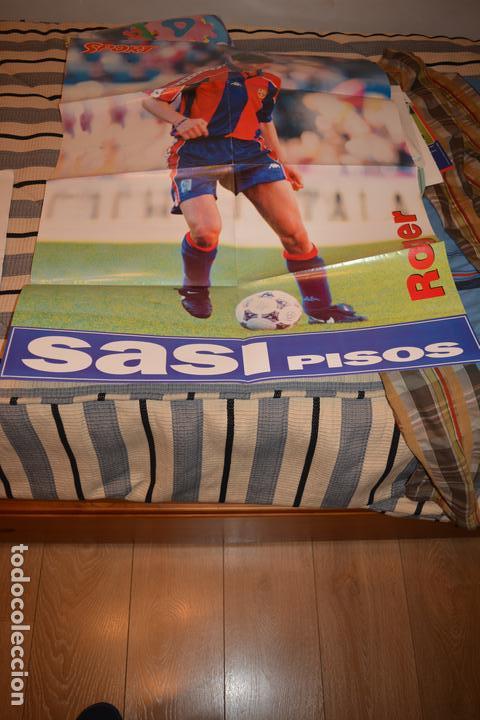 Sport
Roger
sasi PISOS
todocoleccion